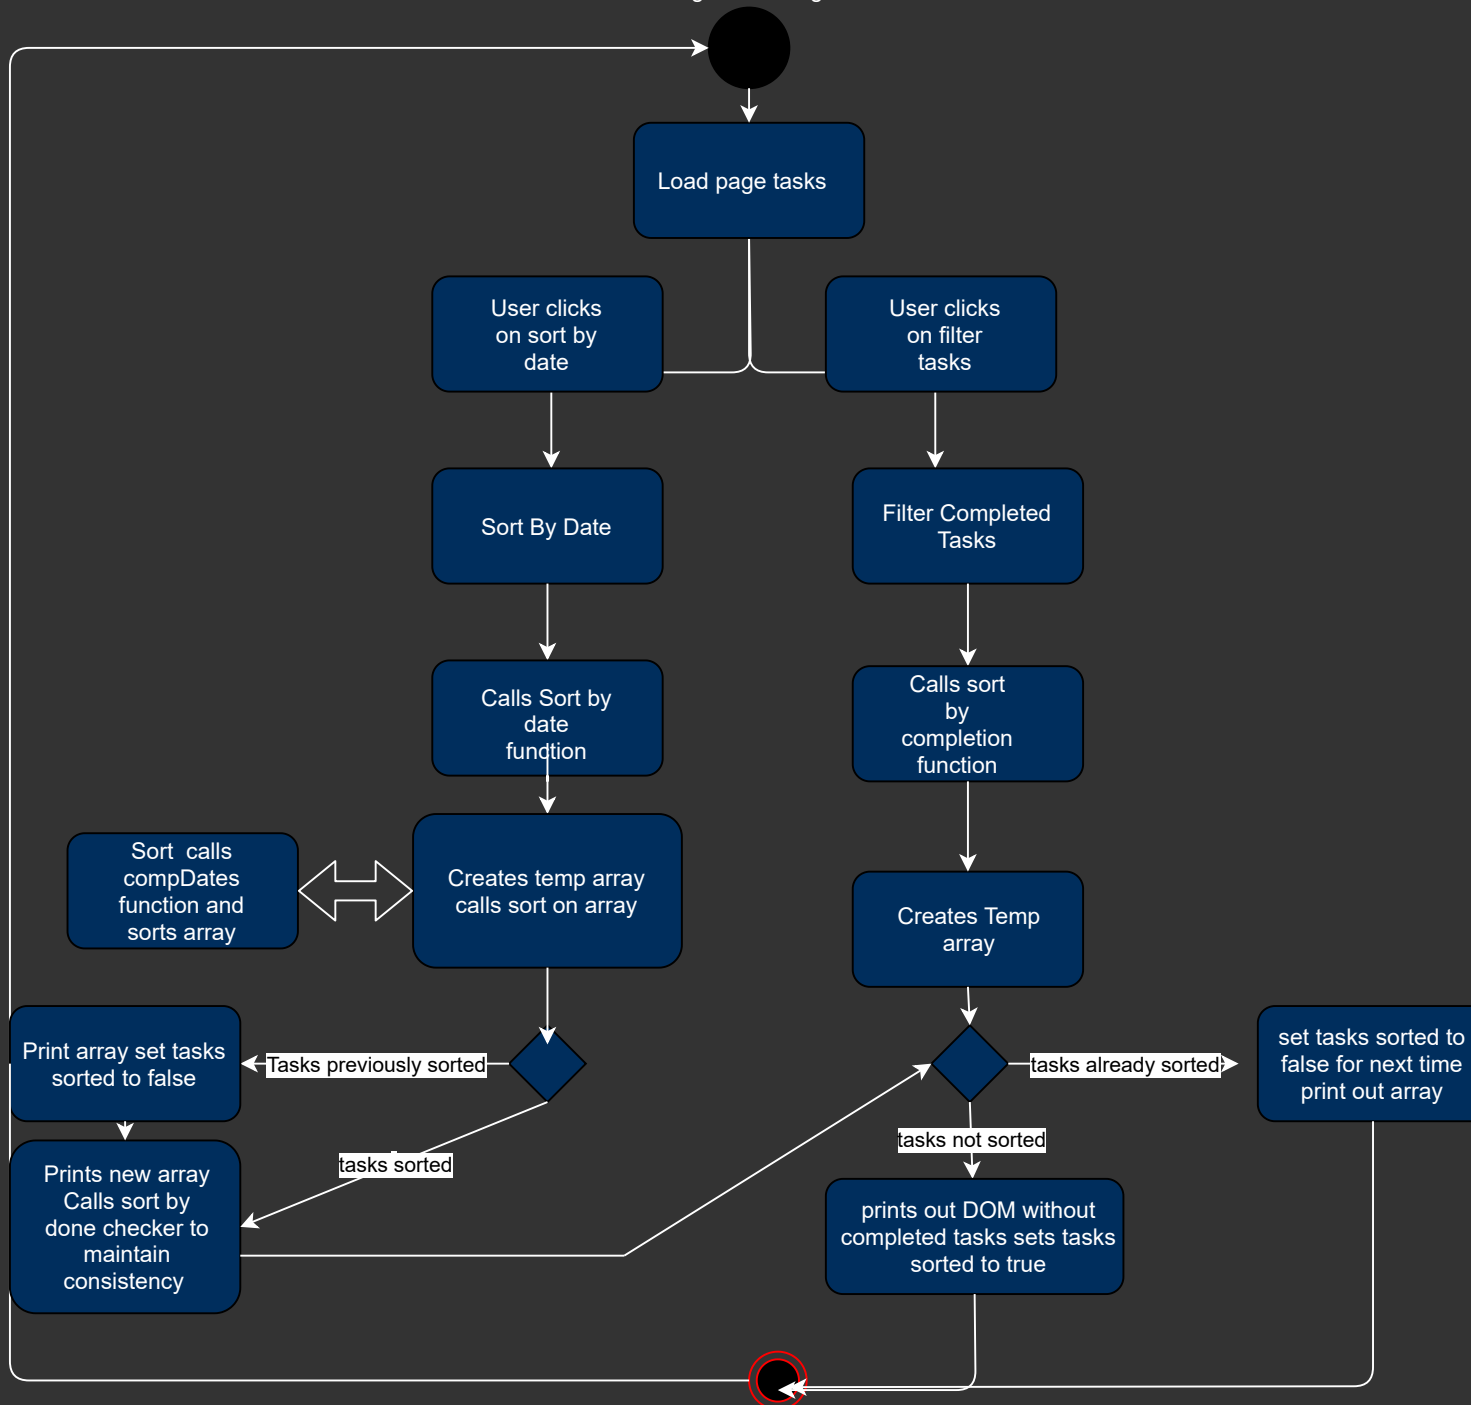 Load page tasks
User clicks
on sort by
date
User clicks
on filter
tasks
Sort By Date
Filter Completed
Tasks
Calls Sort by
date
function
Calls sort
by
completion
function
Sort  calls
compDates
function and
sorts array
Creates temp array
calls sort on array
Creates Temp
array
Print array set tasks
sorted to false
Tasks previously sorted
tasks already sorted
set tasks sorted to
false for next time
print out array
tasks sorted
tasks not sorted
Prints new array
Calls sort by
done checker to
maintain
consistency
prints out DOM without
completed tasks sets tasks
sorted to true